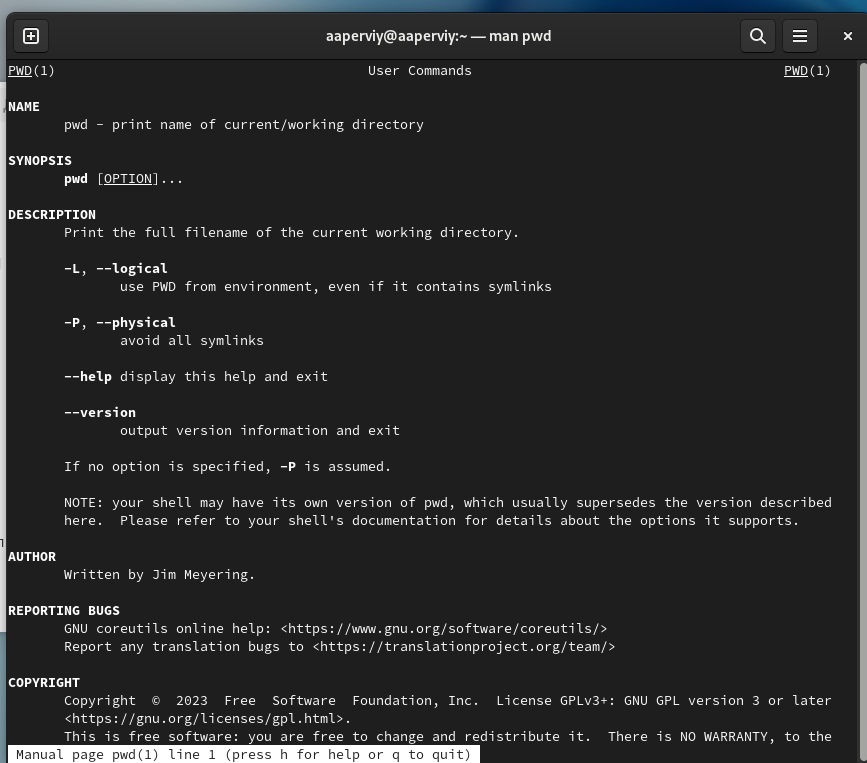 aaperviy@aaperviy:~ — man pwd
PWD(1) User Commands PWD(1)
NAME
pwd - print name of current/working directory
SYNOPSIS
pwd [OPTION]...
DESCRIPTION
Print the full filename of the current working directory.
-L, --logical
use PWD from environment, even if it contains symlinks
-P, --physical
avoid all symlinks
--help display this help and exit
--version
output version information and exit
If no option is specified, -P is assumed.
NOTE: your shell may have its own version of pwd, which usually supersedes the version described
here. Please refer to your shell's documentation for details about the options it supports.
AUTHOR
Written by Jim Meyering.
REPORTING BUGS
GNU coreutils online help: <https://www.gnu.org/software/coreutils/>
Report any translation bugs to <https://translationproject.org/team/>
COPYRIGHT
Copyright © 2023 Free Software Foundation, Inc. License GPLv3+: GNU GPL version 3 or later
<https://gnu.org/licenses/gpl.html>.
This is free software: you are free to change and redistribute it. There is NO WARRANTY, to the
Manual page pwd(1) line 1 (press h for help or q to quit)